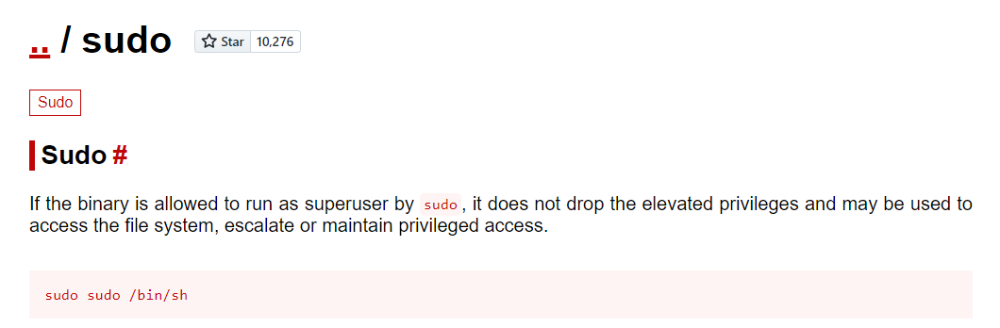 .. / sudo Star 10,276
Sudo
Sudo #
If the binary is allowed to run as superuser by sudo, it does not drop the elevated privileges and may be used to
access the file system, escalate or maintain privileged access.
sudo sudo /bin/sh